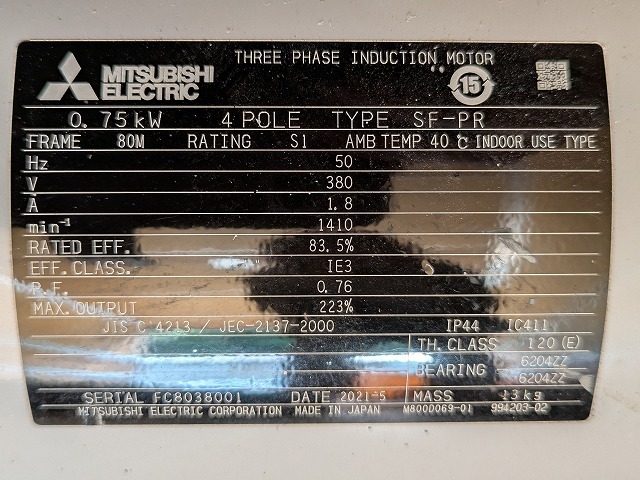 THREE PHASE INDUCTION MOTOR
MITSUBISHI
ELECTRIC
15
0.75kW 4 POLE TYPE SF-PR
FRAME 80M RATING S1 AMB TEMP 40 ℃ INDOOR USE TYPE
Hz 50
V 380
A 1.8
min⁻¹ 1410
RATED EFF. 83.5%
EFF. CLASS. IE3
P.F. 0.76
MAX. OUTPUT 223%
JIS C 4213 / JEC-2137-2000 IP44 IC411
TH. CLASS 120 (E)
BEARING 6204ZZ
6204ZZ
SERIAL FC8038001 DATE 2021-5 MASS 13kg
MITSUBISHI ELECTRIC CORPORATION MADE IN JAPAN M800D069-01 994203-02